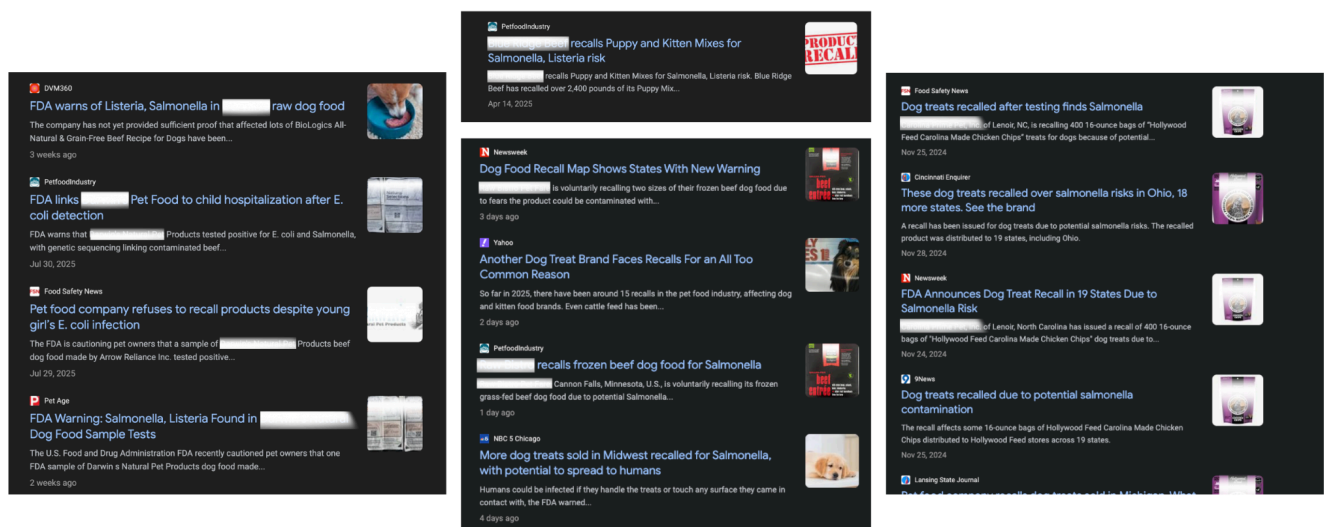 DVM360
FDA warns of Listeria, Salmonella in raw dog food
The company has not yet provided sufficient proof that affected lots of BioLogics All-
Natural & Grain-Free Beef Recipe for Dogs have been...
3 weeks ago
PetfoodIndustry
FDA links Pet Food to child hospitalization after E.
coli detection
FDA warns that Products tested positive for E. coli and Salmonella,
with genetic sequencing linking contaminated beef...
Jul 30, 2025
Food Safety News
Pet food company refuses to recall products despite young
girl's E. coli infection
The FDA is cautioning pet owners that a sample of Products beef
dog food made by Arrow Reliance Inc. tested positive...
Jul 29, 2025
Pet Age
FDA Warning: Salmonella, Listeria Found in
Dog Food Sample Tests
The U.S. Food and Drug Administration FDA recently cautioned pet owners that one
FDA sample of Darwin s Natural Pet Products dog food made...
2 weeks ago
PetfoodIndustry
recalls Puppy and Kitten Mixes for
Salmonella, Listeria risk
recalls Puppy and Kitten Mixes for Salmonella, Listeria risk. Blue Ridge
Beef has recalled over 2,400 pounds of its Puppy Mix...
Apr 14, 2025
PRODUCT
RECALL
Newsweek
Dog Food Recall Map Shows States With New Warning
is voluntarily recalling two sizes of their frozen beef dog food due
to fears the product could be contaminated with...
3 days ago
beef
entrée
Yahoo
Another Dog Treat Brand Faces Recalls For an All Too
Common Reason
So far in 2025, there have been around 15 recalls in the pet food industry, affecting dog
and kitten food brands. Even cattle feed has been...
2 days ago
PetfoodIndustry
recalls frozen beef dog food for Salmonella
Cannon Falls, Minnesota, U.S., is voluntarily recalling its frozen
grass-fed beef dog food due to potential Salmonella...
1 day ago
beef
entrée
NBC 5 Chicago
More dog treats sold in Midwest recalled for Salmonella,
with potential to spread to humans
Humans could be infected if they handle the treats or touch any surface they came in
contact with, the FDA warned...
4 days ago
Food Safety News
Dog treats recalled after testing finds Salmonella
of Lenoir, NC, is recalling 400 16-ounce bags of "Hollywood
Feed Carolina Made Chicken Chips" treats for dogs because of potential...
Nov 25, 2024
Cincinnati Enquirer
These dog treats recalled over salmonella risks in Ohio, 18
more states. See the brand
A recall has been issued for dog treats due to potential salmonella risks. The recalled
product was distributed to 19 states, including Ohio.
Nov 28, 2024
Newsweek
FDA Announces Dog Treat Recall in 19 States Due to
Salmonella Risk
of Lenoir, North Carolina has issued a recall of 400 16-ounce
bags of "Hollywood Feed Carolina Made Chicken Chips" dog treats due to...
Nov 24, 2024
9News
Dog treats recalled due to potential salmonella
contamination
The recall affects some 16-ounce bags of Hollywood Feed Carolina Made Chicken
Chips distributed to Hollywood Feed stores across 19 states.
Nov 25, 2024
Lansing State Journal